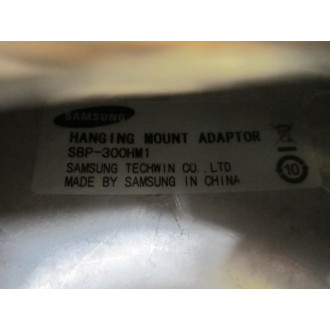 SAMSUNG
HANGING MOUNT ADAPTOR
SBP-300HM1
SAMSUNG TECHWIN CO.,LTD
MADE BY SAMSUNG IN CHINA
10